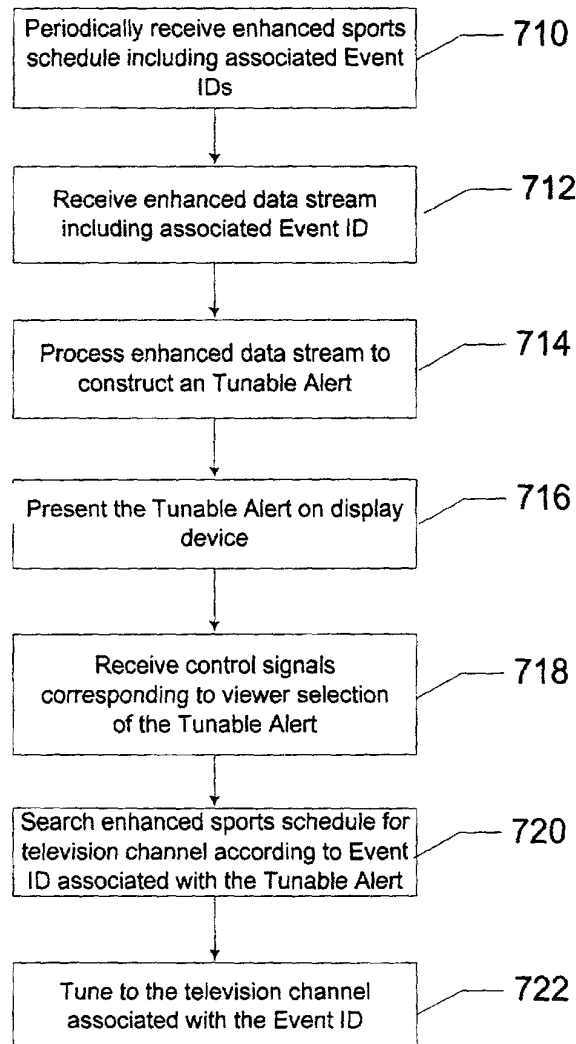 Periodically receive enhanced sports
schedule including associated Event
IDs
710
Receive enhanced data stream
including associated Event ID
712
Process enhanced data stream to
construct an Tunable Alert
714
Present the Tunable Alert on display
device
716
Receive control signals
corresponding to viewer selection
of the Tunable Alert
718
Search enhanced sports schedule for
television channel according to Event
ID associated with the Tunable Alert
720
Tune to the television channel
associated with the Event ID
722